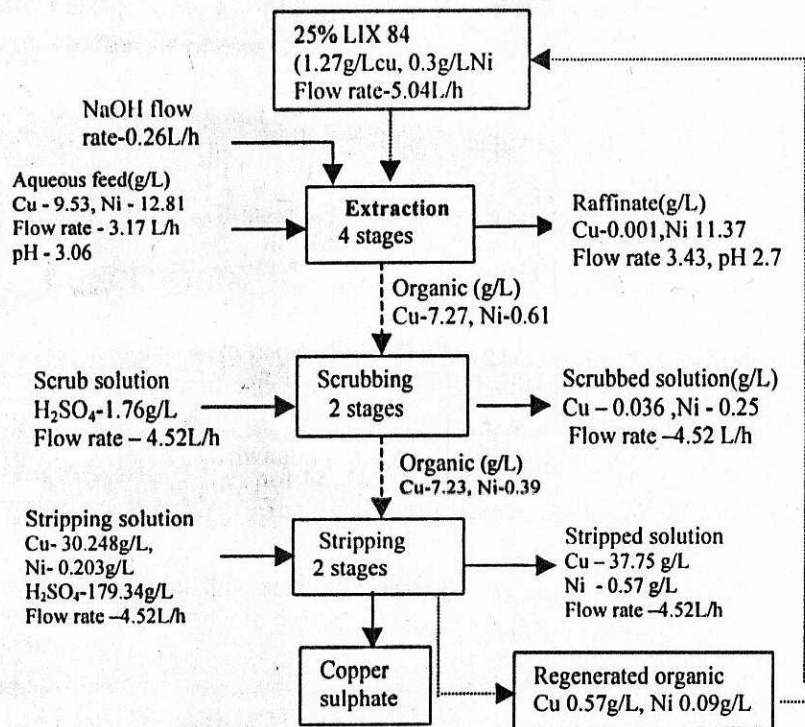 25% LIX 84
(1.27g/Lcu, 0.3g/LNi
Flow rate-5.04L/h
NaOH flow
rate-0.26L/h
Aqueous feed(g/L)
Cu - 9.53, Ni - 12.81
Flow rate - 3.17 L/h
pH - 3.06
Extraction
4 stages
Raffinate(g/L)
Cu-0.001,Ni 11.37
Flow rate 3.43, pH 2.7
Organic (g/L)
Cu-7.27, Ni-0.61
Scrub solution
H₂SO₄-1.76g/L
Flow rate – 4.52L/h
Scrubbing
2 stages
Scrubbed solution(g/L)
Cu – 0.036 ,Ni - 0.25
Flow rate –4.52 L/h
Organic (g/L)
Cu-7.23, Ni-0.39
Stripping solution
Cu- 30.248g/L,
Ni- 0.203g/L
H₂SO₄-179.34g/L
Flow rate –4.52L/h
Stripping
2 stages
Stripped solution
Cu – 37.75 g/L
Ni - 0.57 g/L
Flow rate –4.52L/h
Copper
sulphate
Regenerated organic
Cu 0.57g/L, Ni 0.09g/L